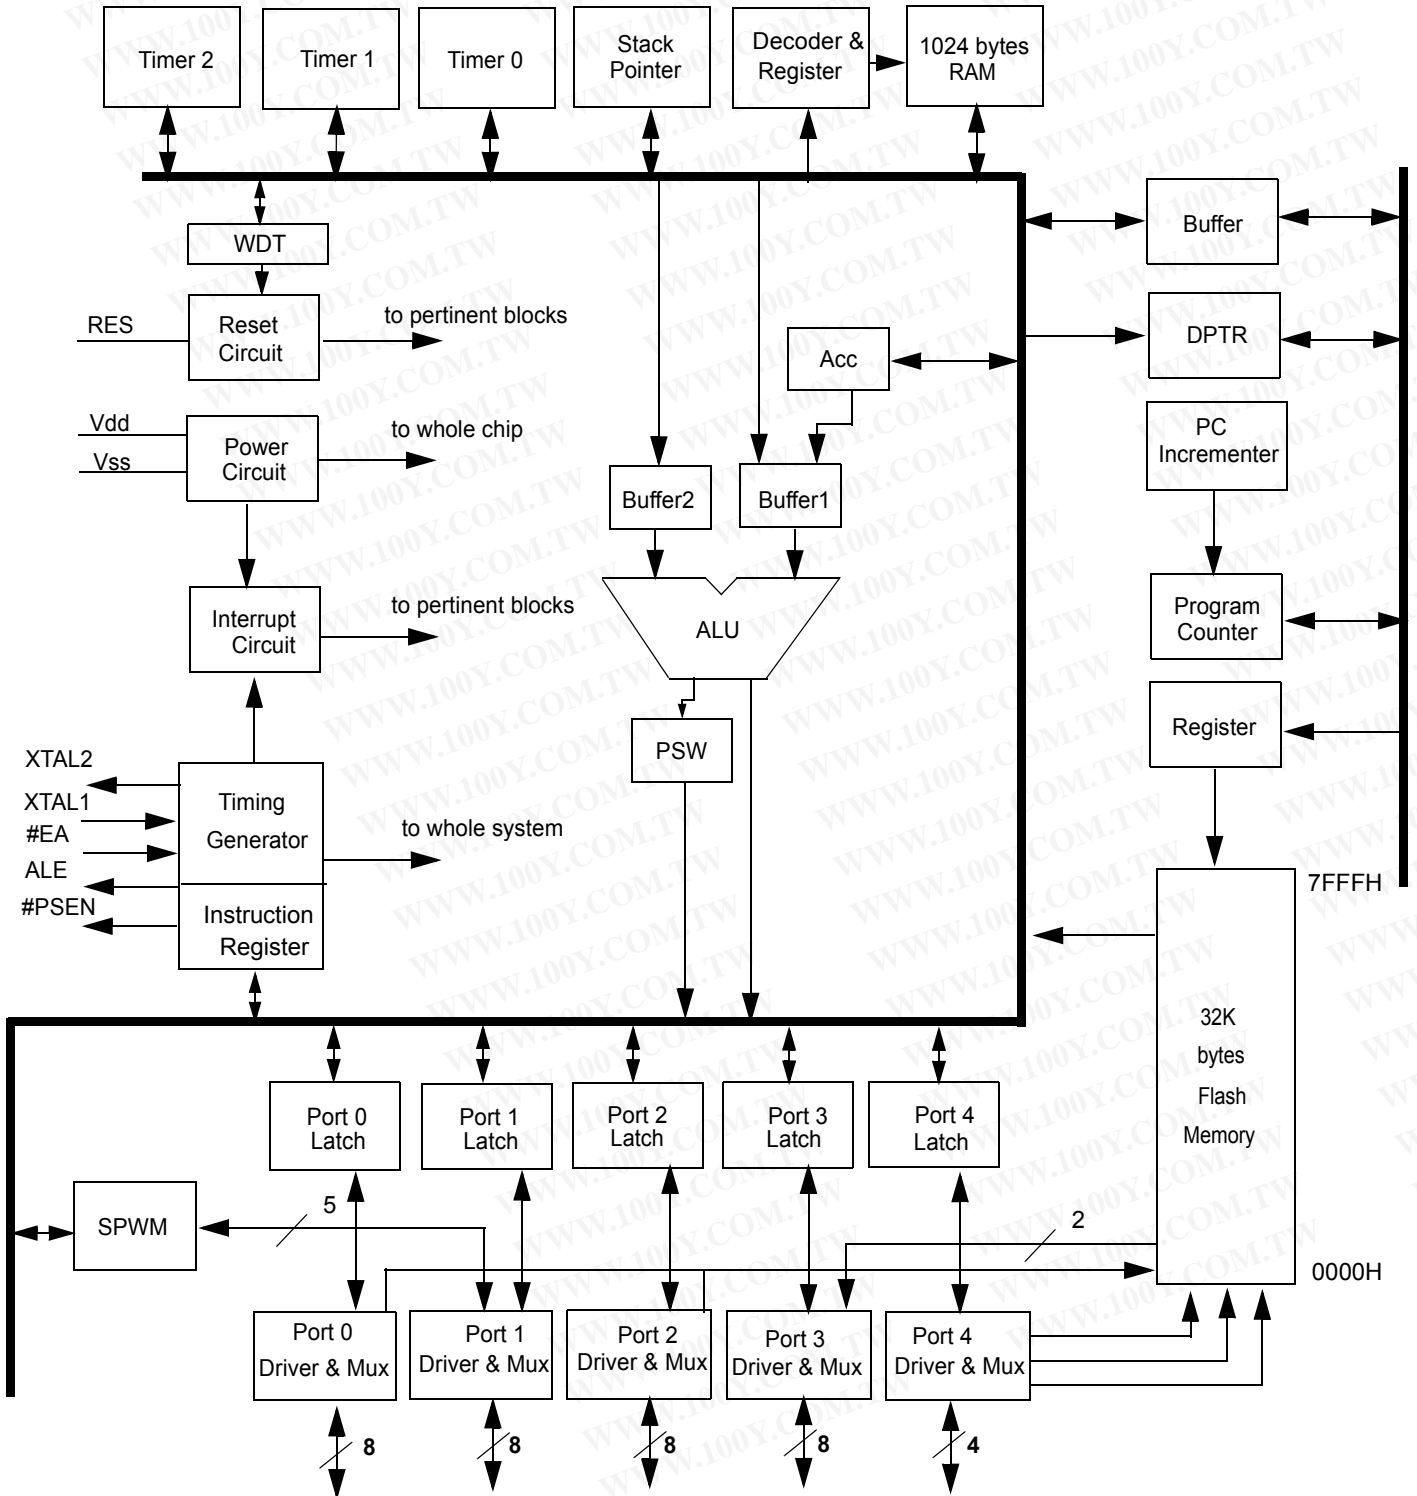 Timer 2
Timer 1
Timer 0
Stack
Pointer
Decoder &
Register
1024 bytes
RAM
WDT
Buffer
RES
Reset
Circuit
to pertinent blocks
DPTR
Acc
Vdd
Vss
Power
Circuit
to whole chip
PC
Incrementer
Buffer2
Buffer1
Interrupt
Circuit
to pertinent blocks
ALU
Program
Counter
PSW
Register
XTAL2
XTAL1
#EA
ALE
#PSEN
Timing
Generator
to whole system
Instruction
Register
7FFFH
32K
bytes
Flash
Memory
0000H
Port 0
Latch
Port 1
Latch
Port 2
Latch
Port 3
Latch
Port 4
Latch
SPWM
5
2
Port 0
Driver & Mux
Port 1
Driver & Mux
Port 2
Driver & Mux
Port 3
Driver & Mux
Port 4
Driver & Mux
8
8
8
8
4
WWW.100Y.COM.TW